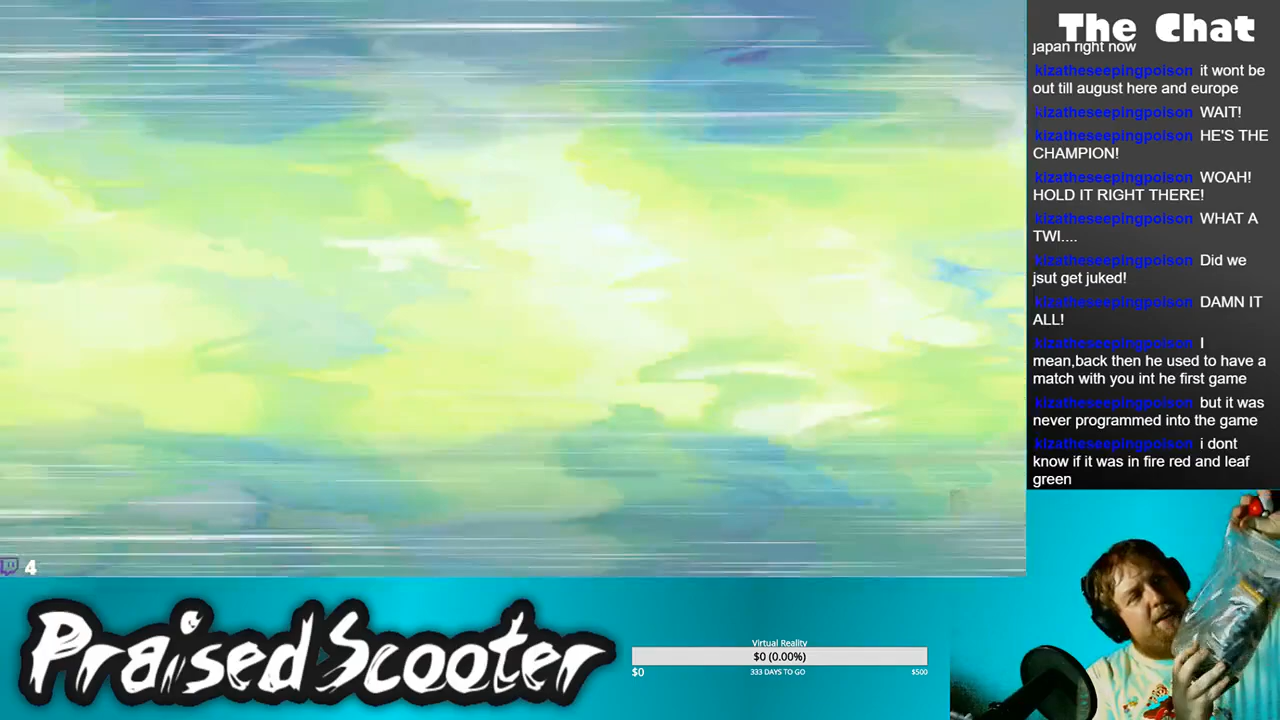 The Chat
japan right now
kizatheseepingpoison it wont be
out till august here and europe
kizatheseepingpoison WAIT!
kizatheseepingpoison HE'S THE
CHAMPION!
kizatheseepingpoison WOAH!
HOLD IT RIGHT THERE!
kizatheseepingpoison WHAT A
TWI....
kizatheseepingpoison Did we
jsut get juked!
kizatheseepingpoison DAMN IT
ALL!
kizatheseepingpoison I
mean,back then he used to have a
match with you int he first game
kizatheseepingpoison but it was
never programmed into the game
kizatheseepingpoison i dont
know if it was in fire red and leaf
green
4
PraisedScooter
Virtual Reality
$0 (0.00%)
$0 333 DAYS TO GO $500